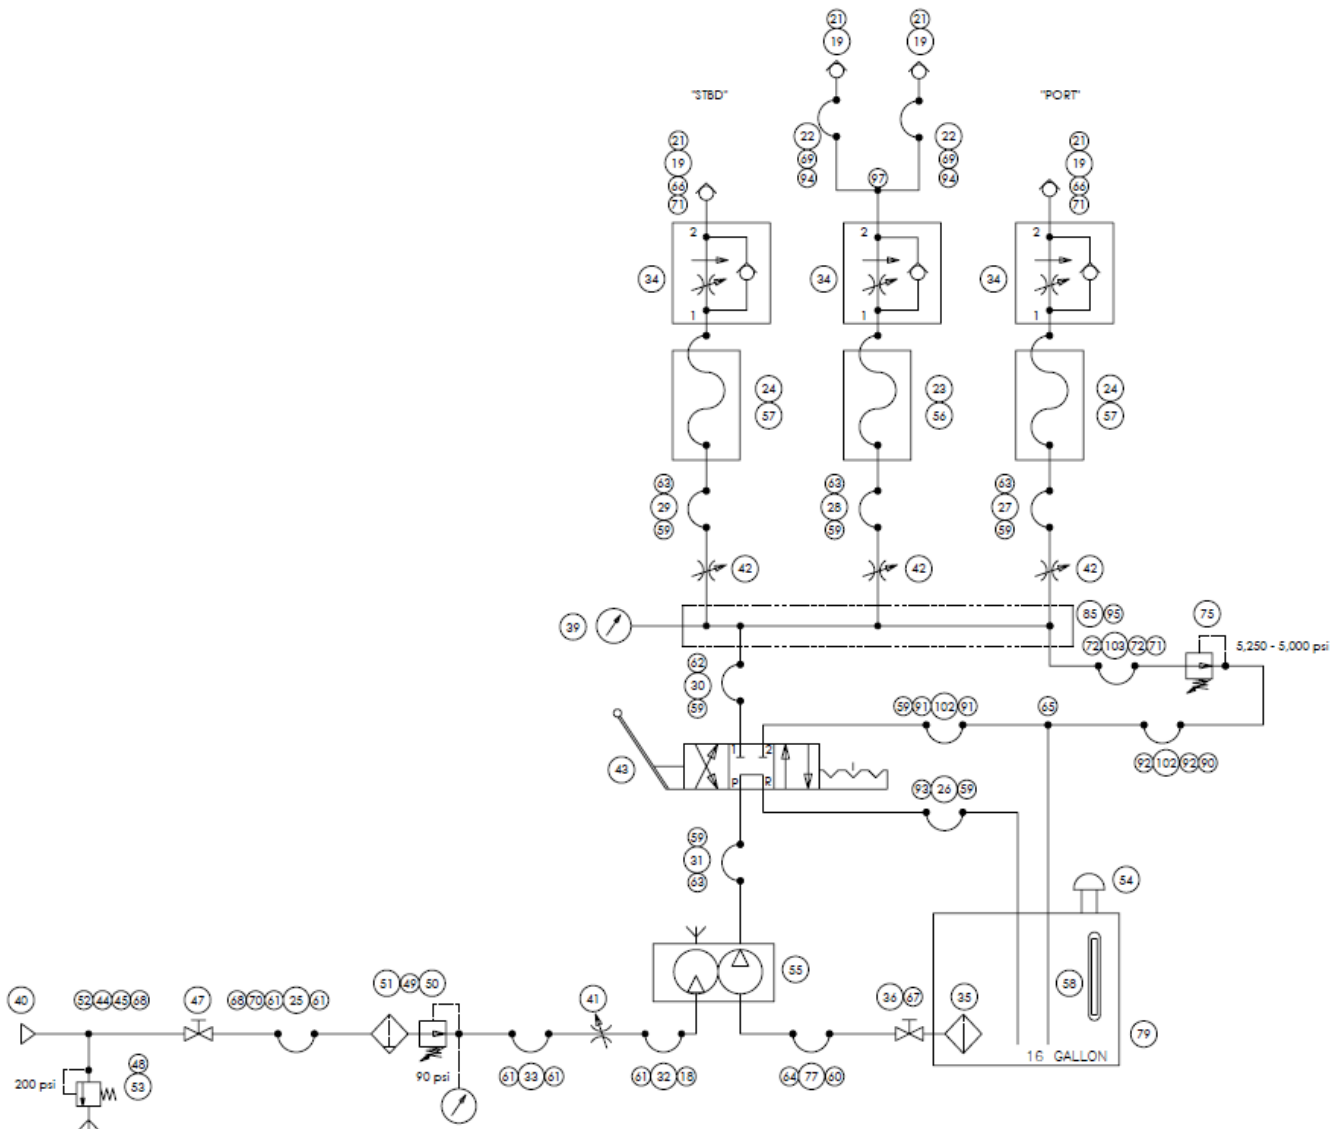 21 21
19 19
"STBD" "PORT"
22 22
69 69
94 94
21 21
19 97 19
66 66
71 71
2 2 2
34 34 34
1 1 1
24 23 24
57 56 57
63 63 63
29 28 27
59 59 59
42 42 42
39 85 95 75
72 103 72 71 5,250 - 5,000 psi
62
30
59
59 91 102 91 65
1 2
43
92 102 92 90
P R
93 26 59
59
31
63
54
55
40 52 44 45 68 47 68 70 61 25 61 51 49 50 41 36 67 35 58
79
16 GALLON
48
200 psi 53
90 psi 61 33 61 61 32 18 64 77 60